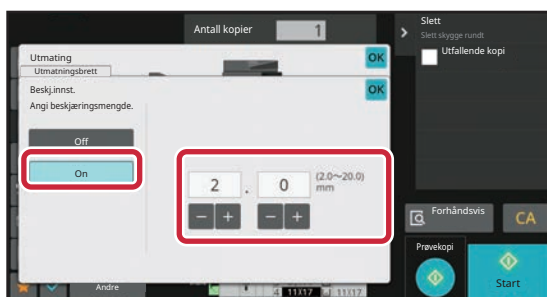 Antall kopier
1
Slett
Slett skygge rundt
Utfallende kopi
Utmating
OK
Utmatningsbrett
Beskj.innst.
OK
Angi beskjæringsmengde.
Off
On
2 . 0 (2.0～20.0)
mm
Forhåndsvis
CA
Prøvekopi
Start
Andre
4 11X17
11X17